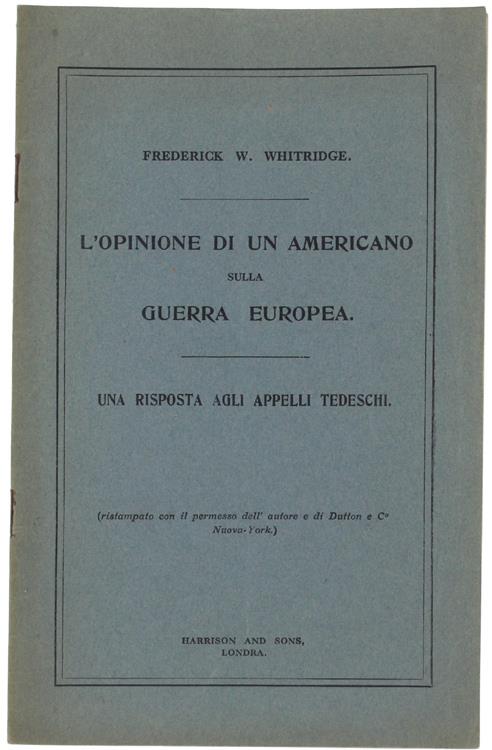 FREDERICK W. WHITRIDGE.
L'OPINIONE DI UN AMERICANO
SULLA
GUERRA EUROPEA.
UNA RISPOSTA AGLI APPELLI TEDESCHI.
(ristampato con il permesso dell' autore e di Dutton e Cº
Nuova-York.)
HARRISON AND SONS,
LONDRA.